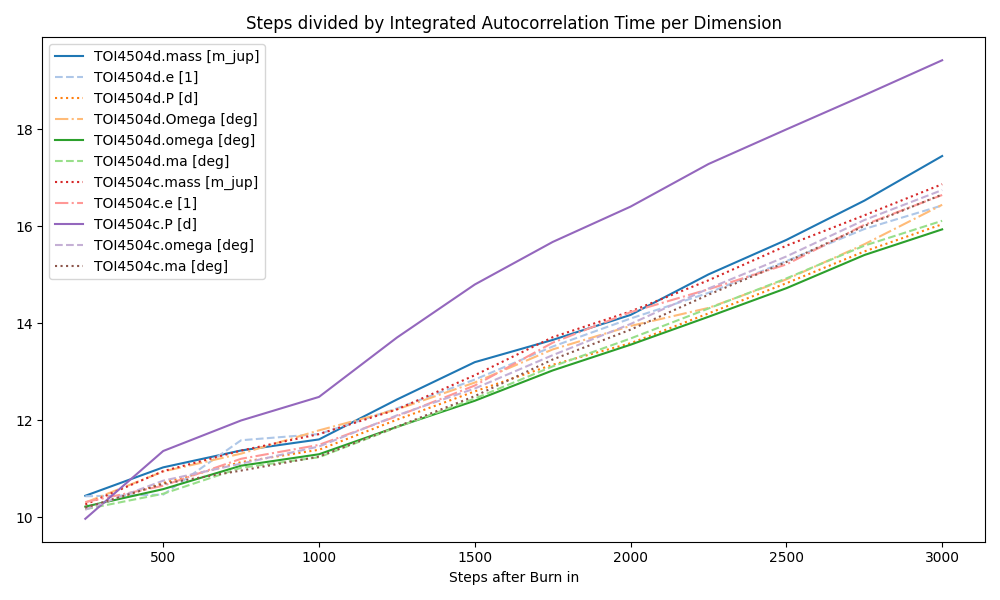 Steps divided by Integrated Autocorrelation Time per Dimension
TOI4504d.mass [m_jup]
TOI4504d.e [1]
TOI4504d.P [d]
TOI4504d.Omega [deg]
TOI4504d.omega [deg]
TOI4504d.ma [deg]
TOI4504c.mass [m_jup]
TOI4504c.e [1]
TOI4504c.P [d]
TOI4504c.omega [deg]
TOI4504c.ma [deg]
18
16
14
12
10
500 1000 1500 2000 2500 3000
Steps after Burn in